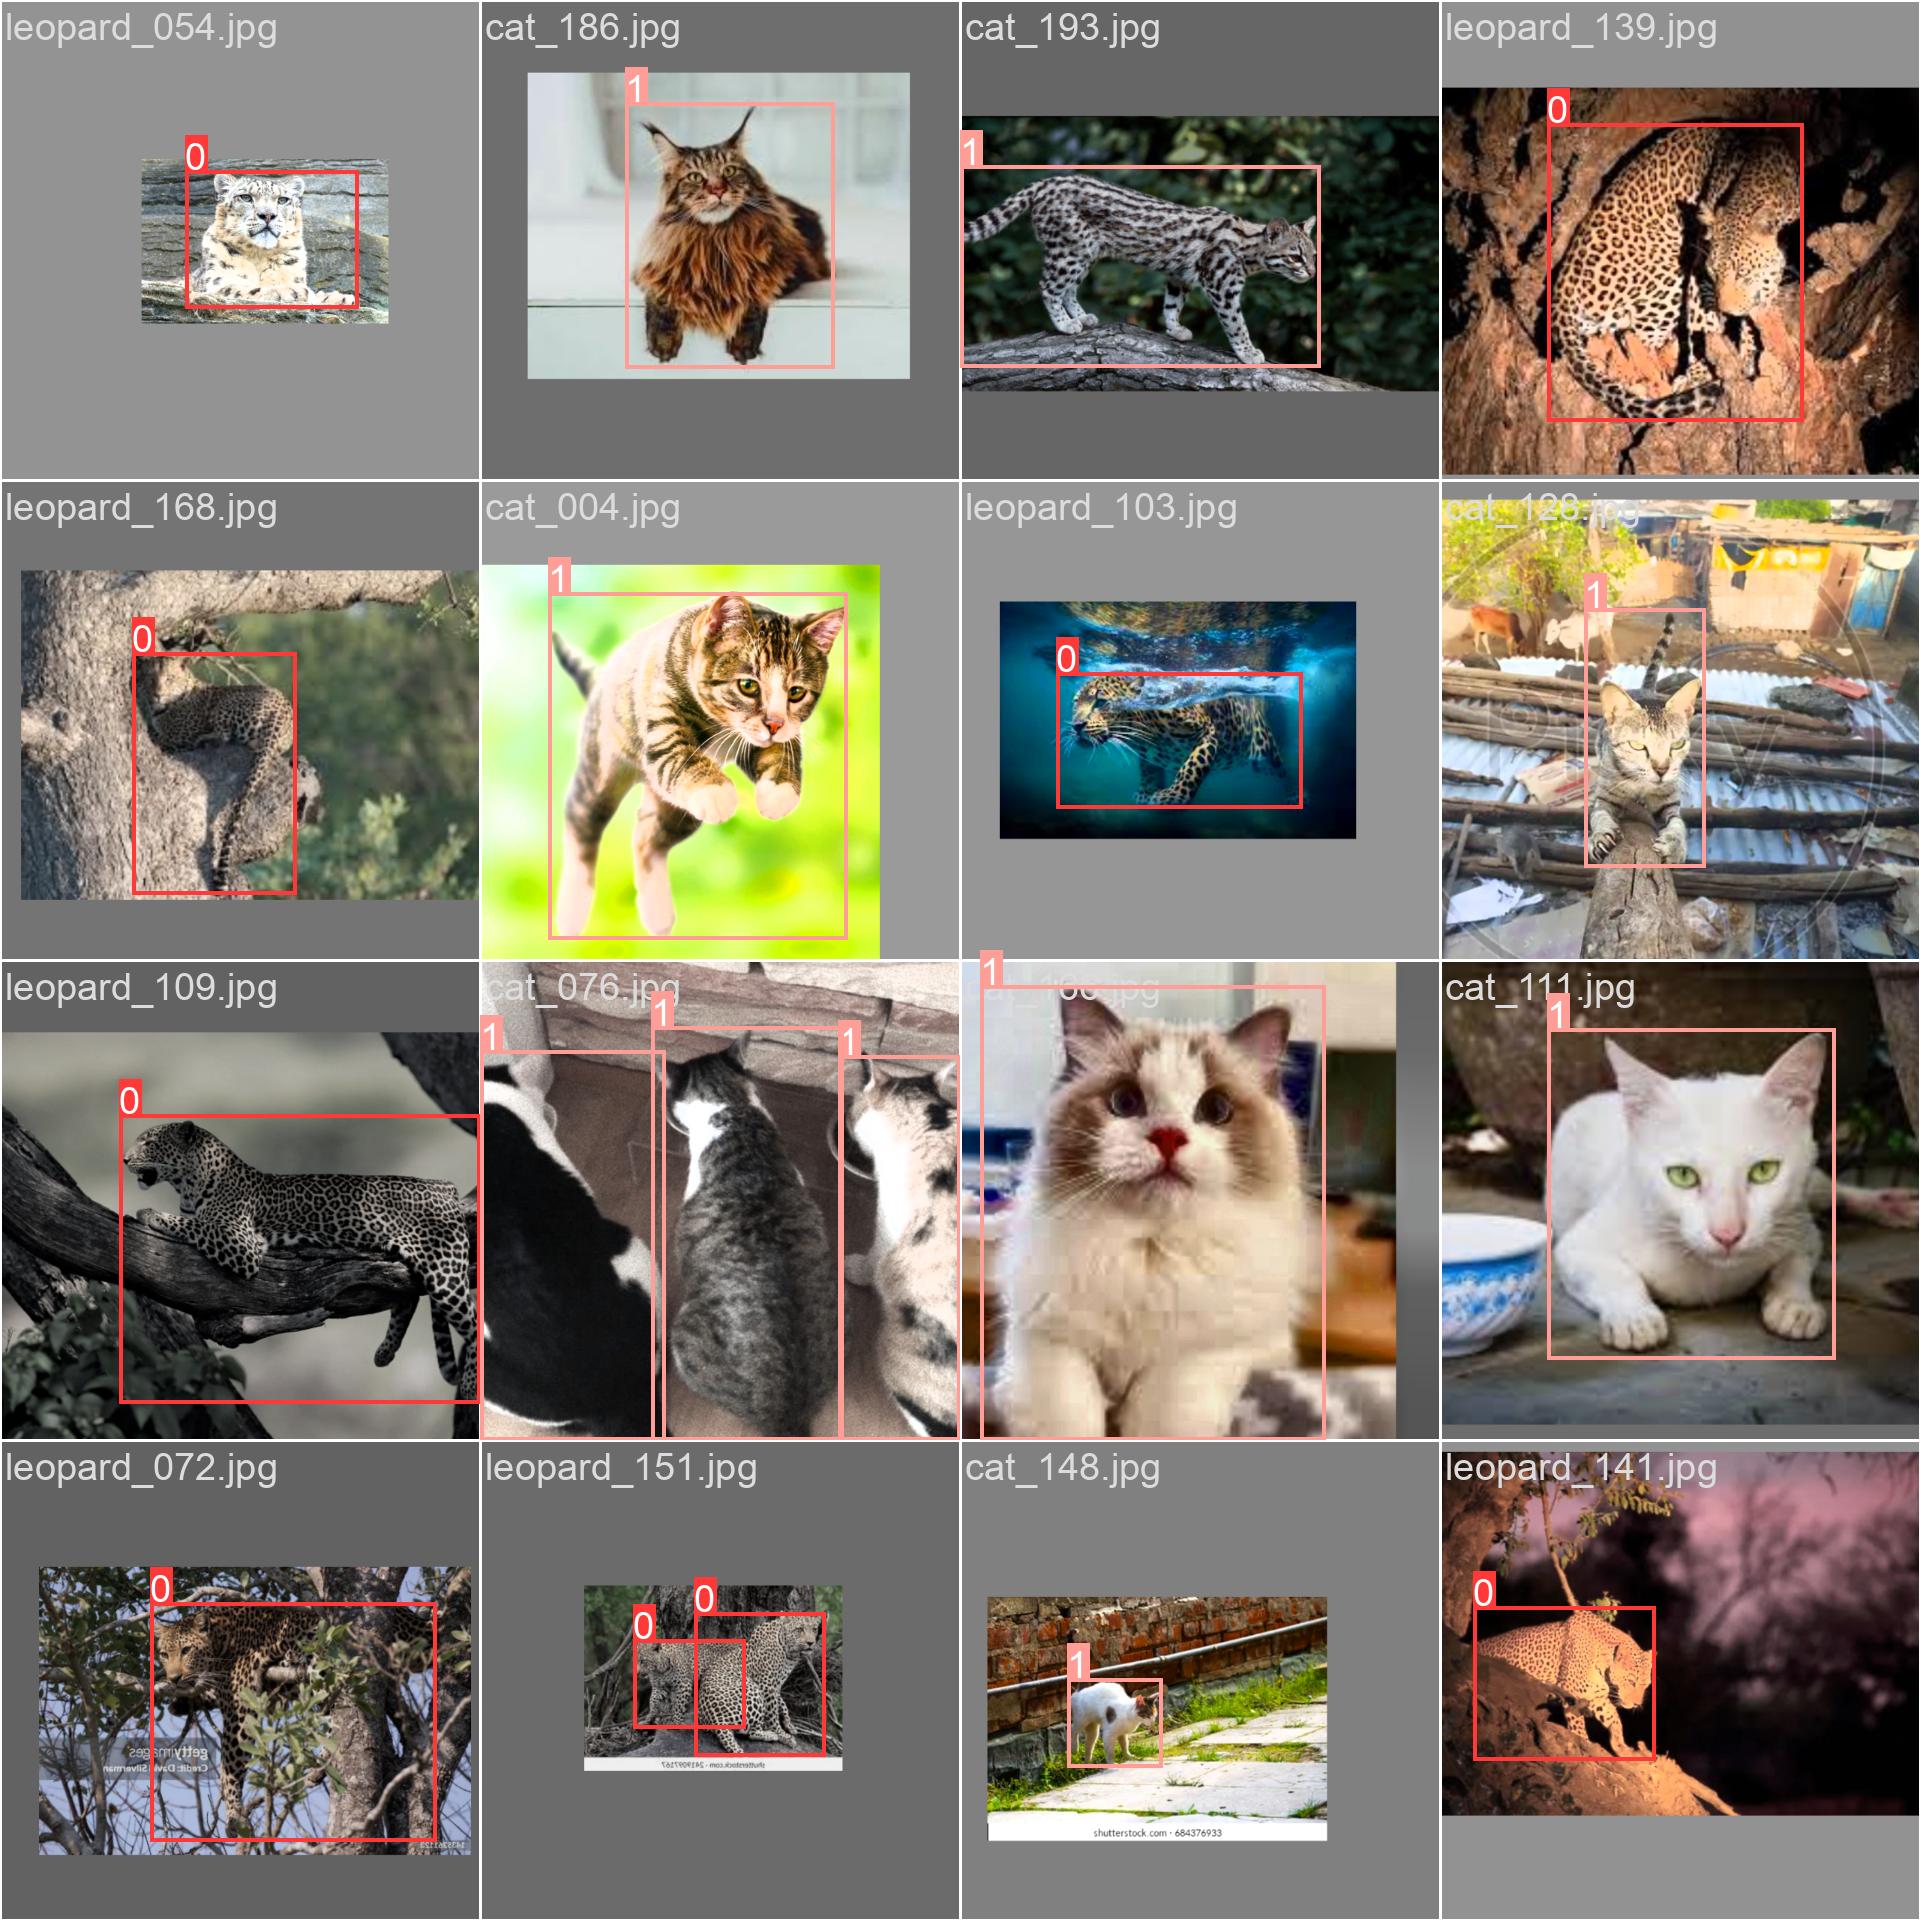 leopard_054.jpg
cat_186.jpg
cat_193.jpg
leopard_139.jpg
0
1
1
0
leopard_168.jpg
cat_004.jpg
leopard_103.jpg
cat_128.jpg
0
1
0
1
leopard_109.jpg
cat_076.jpg
cat_111.jpg
0
1
1
1
1
1
leopard_072.jpg
leopard_151.jpg
cat_148.jpg
leopard_141.jpg
0
0
0
1
0
gettyimages
Credit: Davi Silverman
shutterstock.com · 2419097167
shutterstock.com · 684376933